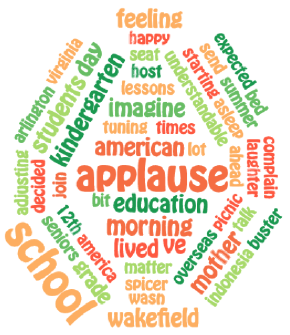 feeling
happy
seat
host
lessons
imagine
tuning times
american lot
applause
bit education
morning
lived ve
matter
spicer
wash
wakefield
virginia
arlington
students
day
kindergarten
adjusting
decided
join
understandable
starting
send
expected
bed
summer
asleep
ahead
laughter
complain
school
seniors
12th
grade
america
overseas
picnic
mother
talk
indonesia
buster